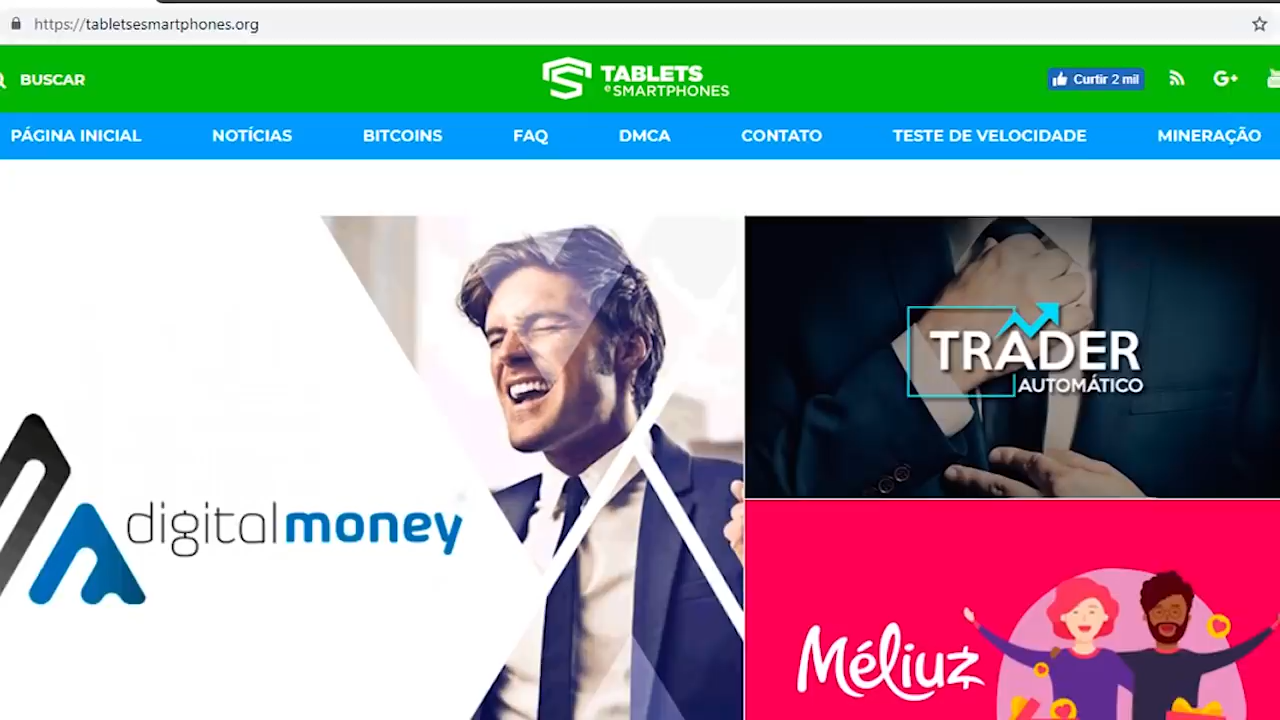 https://tabletsesmartphones.org
BUSCAR
TABLETS
e SMARTPHONES
Curtir 2 mil
G+
PÁGINA INICIAL
NOTÍCIAS
BITCOINS
FAQ
DMCA
CONTATO
TESTE DE VELOCIDADE
MINERAÇÃO
TRADER
AUTOMÁTICO
digitalmoney
Méliuz